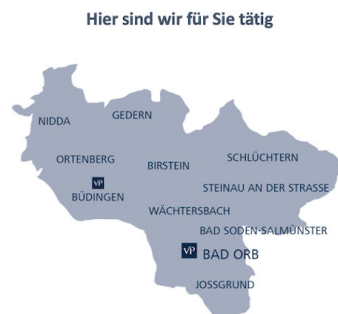 Hier sind wir für Sie tätig
GEDERN
NIDDA
ORTENBERG
BIRSTEIN
SCHLÜCHTERN
VP
STEINAU AN DER STRASSE
BÜDINGEN
WÄCHTERSBACH
BAD SODEN-SALMÜNSTER
VP BAD ORB
JOSSGRUND